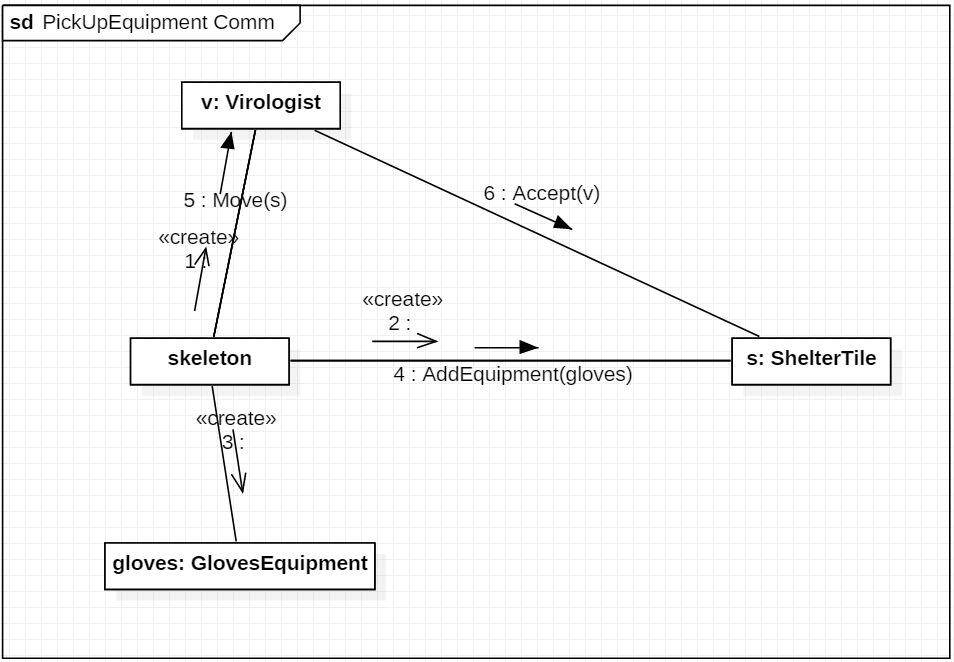 sd PickUpEquipment Comm
v: Virologist
5 : Move(s)
6 : Accept(v)
«create»
1 :
«create»
2 :
skeleton
s: ShelterTile
4 : AddEquipment(gloves)
«create»
3 :
gloves: GlovesEquipment